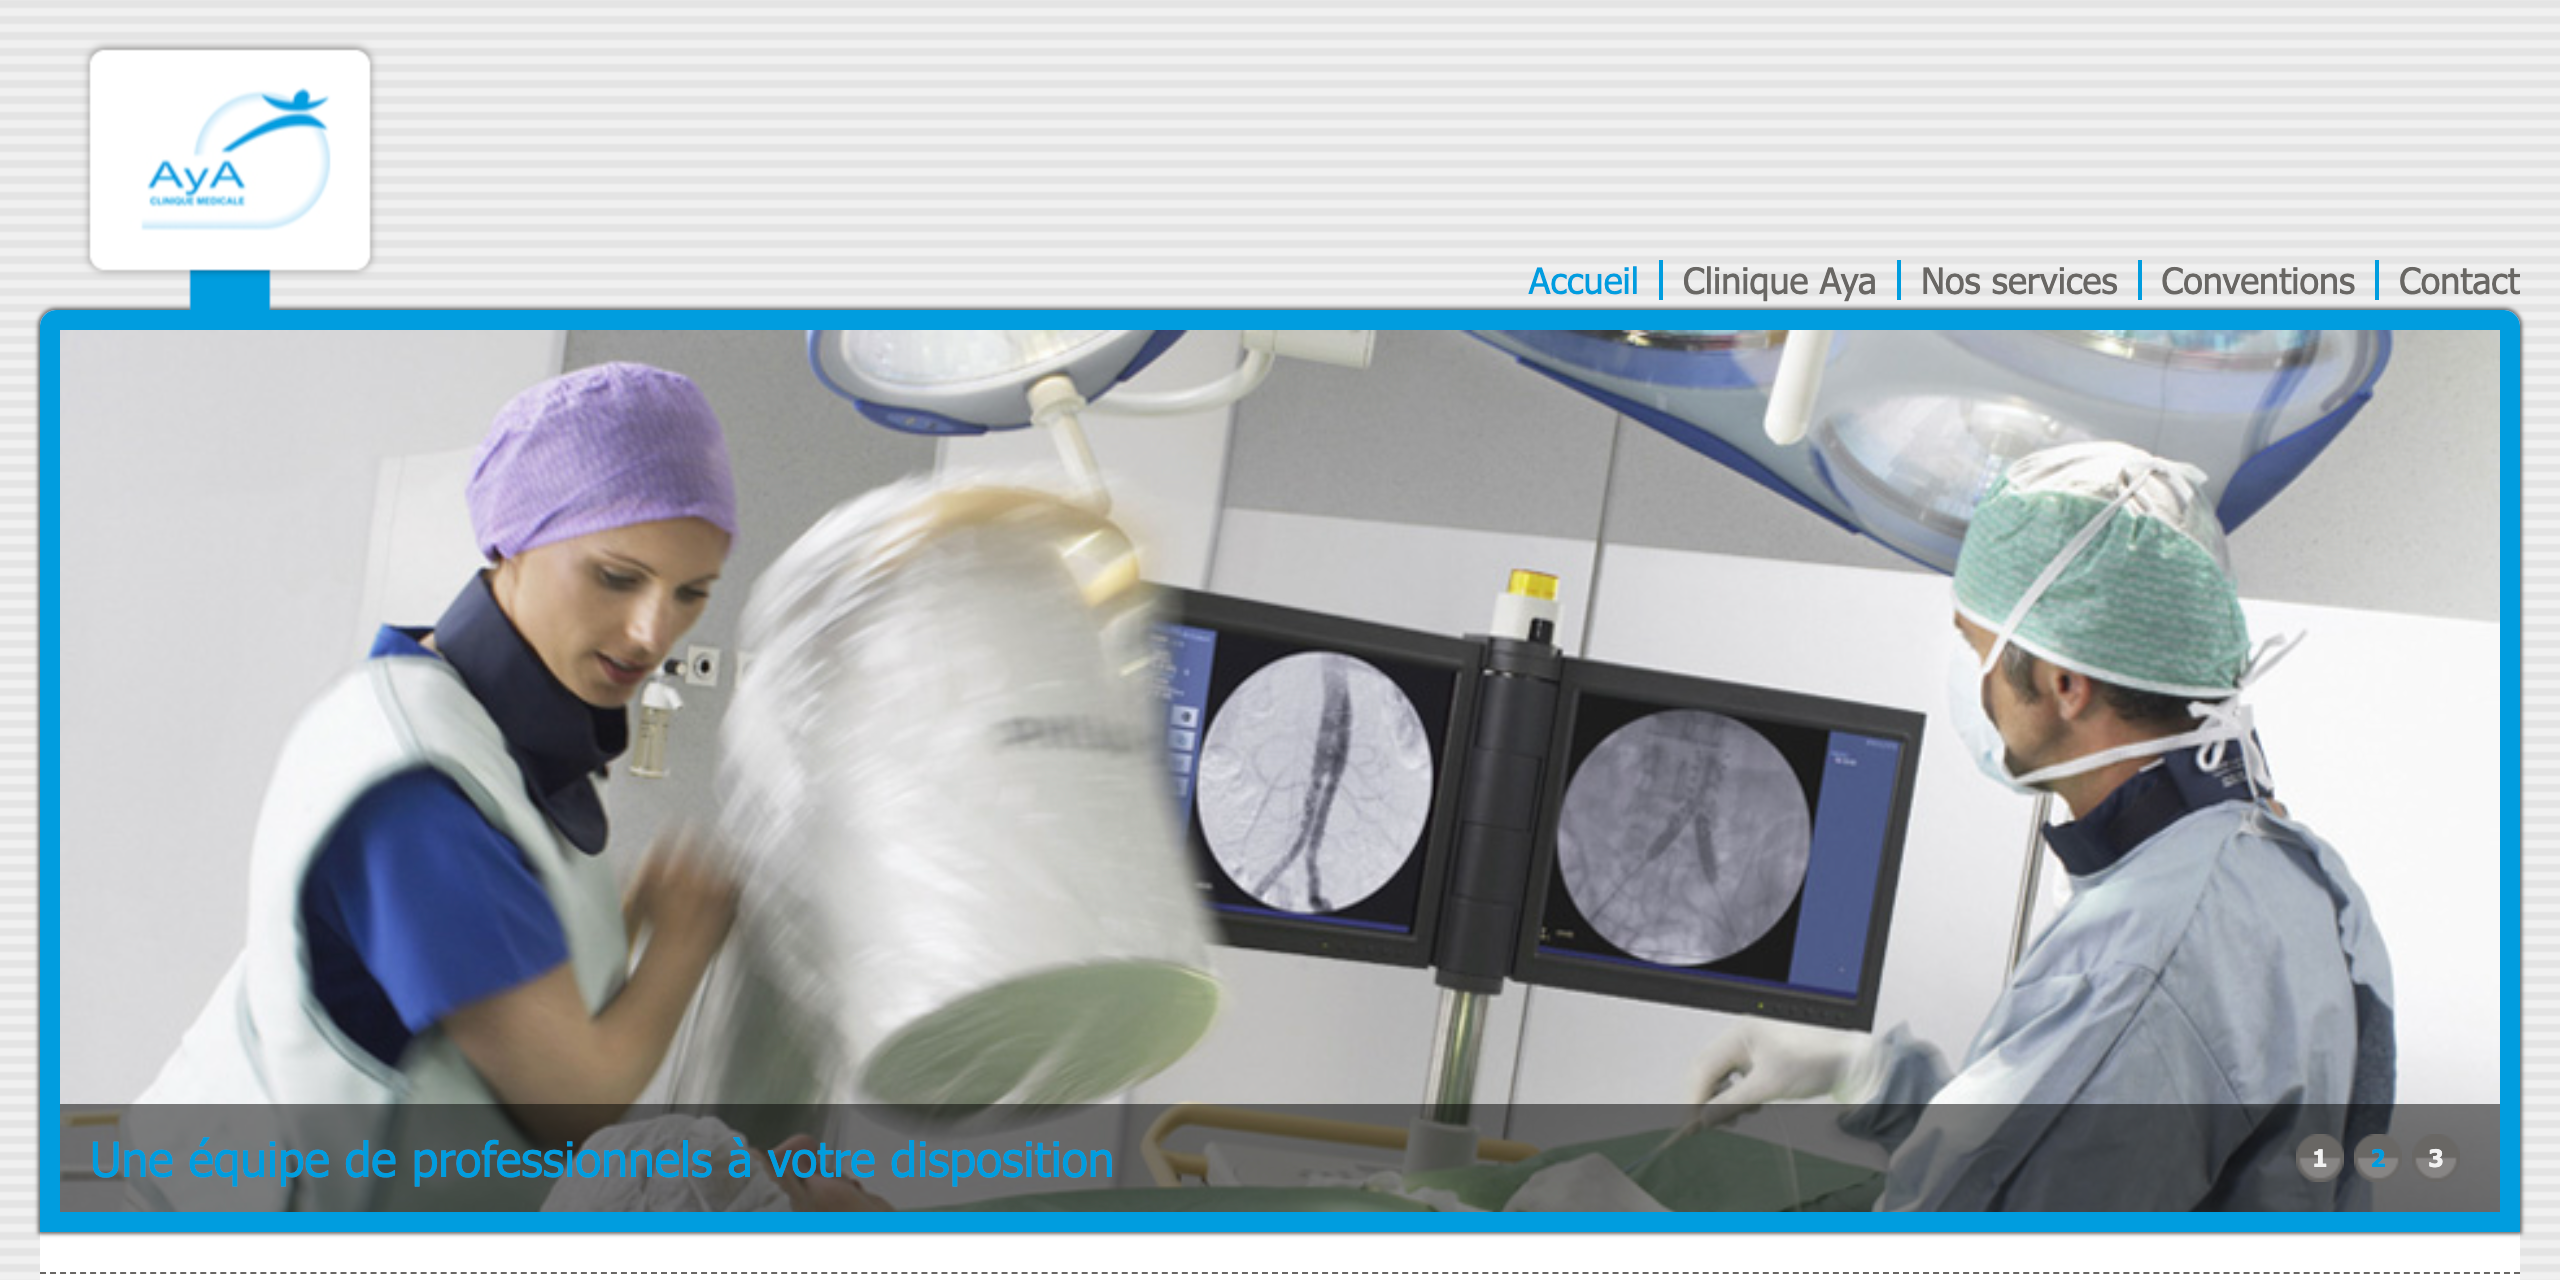 AyA
CLINIQUE MEDICALE
Accueil
Clinique Aya
Nos services
Conventions
Contact
Une équipe de professionnels à votre disposition
1 2 3